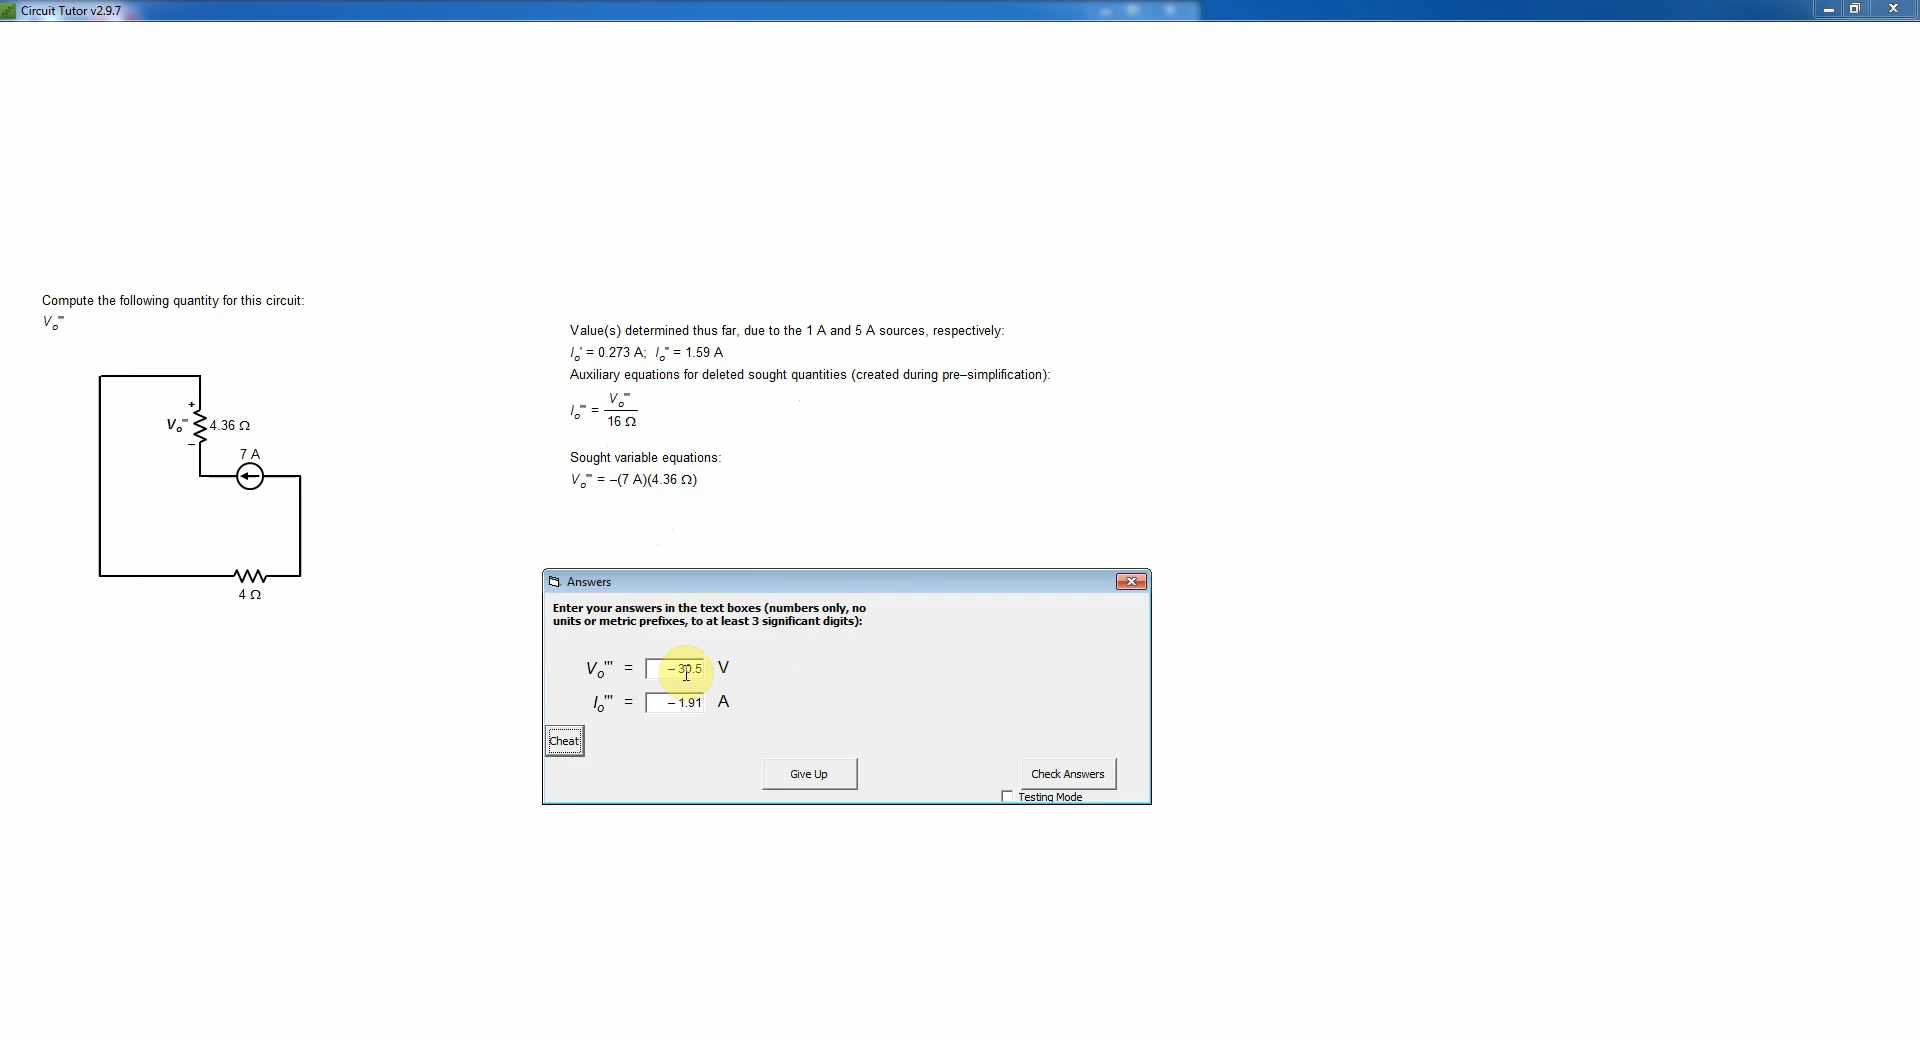 Circuit Tutor v2.9.7
Compute the following quantity for this circuit:
Vo'''
+
Vo''' 4.36 Ω
–
7 A
4 Ω
Value(s) determined thus far, due to the 1 A and 5 A sources, respectively:
Io' = 0.273 A; Io'' = 1.59 A
Auxiliary equations for deleted sought quantities (created during pre–simplification):
Io''' = Vo''' / 16 Ω
Sought variable equations:
Vo''' = –(7 A)(4.36 Ω)
Answers
Enter your answers in the text boxes (numbers only, no
units or metric prefixes, to at least 3 significant digits):
Vo''' = –30.5 V
Io''' = –1.91 A
Cheat
Give Up
Check Answers
Testing Mode